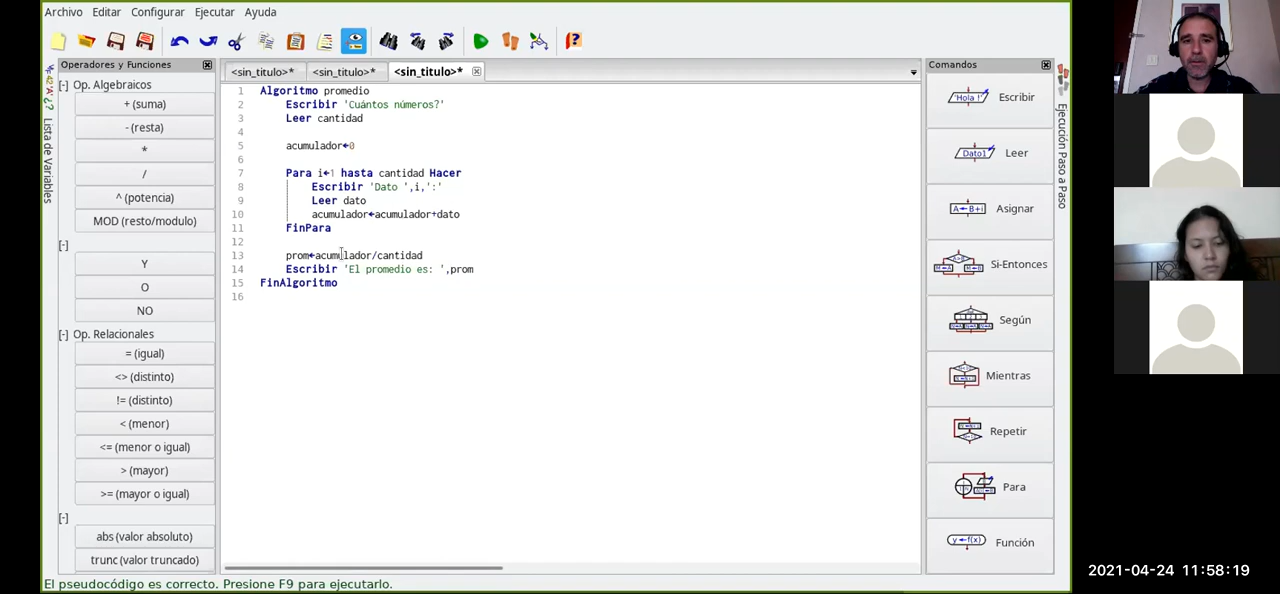 Archivo Editar Configurar Ejecutar Ayuda
Operadores y Funciones
[-] Op. Algebraicos
+ (suma)
- (resta)
*
/
^ (potencia)
MOD (resto/modulo)
[-]
Y
O
NO
[-] Op. Relacionales
= (igual)
<> (distinto)
!= (distinto)
< (menor)
<= (menor o igual)
> (mayor)
>= (mayor o igual)
[-]
abs (valor absoluto)
trunc (valor truncado)
Lista de Variables
<sin_titulo>* <sin_titulo>* <sin_titulo>*
1 Algoritmo promedio
2 Escribir 'Cuántos números?'
3 Leer cantidad
4
5 acumulador←0
6
7 Para i←1 hasta cantidad Hacer
8 Escribir 'Dato ',i,':'
9 Leer dato
10 acumulador←acumulador+dato
11 FinPara
12
13 prom←acumulador/cantidad
14 Escribir 'El promedio es: ',prom
15 FinAlgoritmo
16
Comandos
'Hola !' Escribir
Dato1 Leer
A←B+i Asignar
Si-Entonces
Según
Mientras
Repetir
Para
y←f(x) Función
Ejecución Paso a Paso
El pseudocódigo es correcto. Presione F9 para ejecutarlo.
2021-04-24 11:58:19